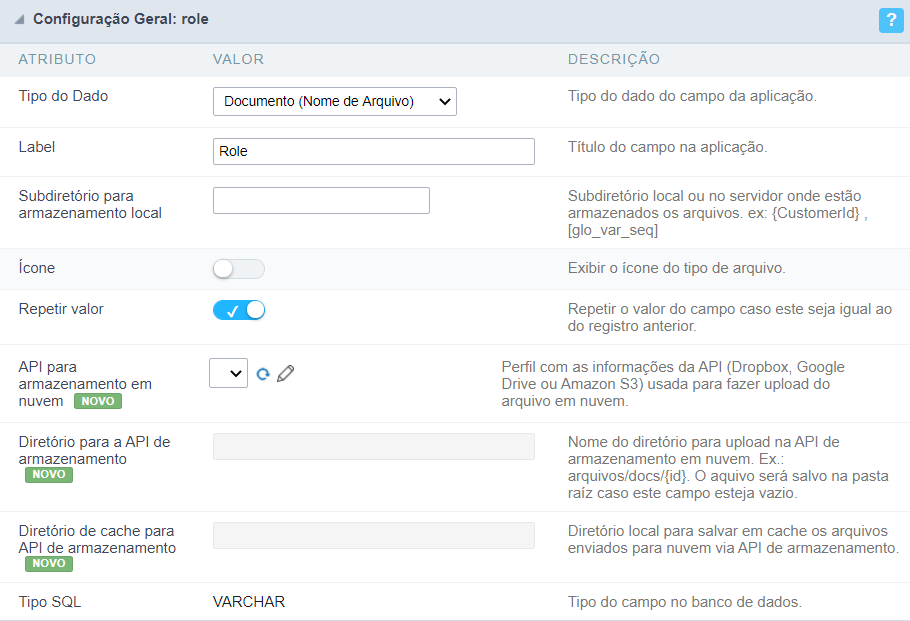 Configuração Geral: role
?
ATRIBUTO VALOR DESCRIÇÃO
Tipo do Dado Documento (Nome de Arquivo) Tipo do dado do campo da aplicação.
Label Role Título do campo na aplicação.
Subdiretório para Subdiretório local ou no servidor onde estão
armazenamento local armazenados os arquivos. ex: {CustomerId} ,
[glo_var_seq]
Ícone Exibir o ícone do tipo de arquivo.
Repetir valor Repetir o valor do campo caso este seja igual ao
do registro anterior.
API para Perfil com as informações da API (Dropbox, Google
armazenamento em Drive ou Amazon S3) usada para fazer upload do
nuvem NOVO arquivo em nuvem.
Diretório para a API de Nome do diretório para upload na API de
armazenamento armazenamento em nuvem. Ex.:
NOVO arquivos/docs/{id}. O aquivo será salvo na pasta
raíz caso este campo esteja vazio.
Diretório de cache para Diretório local para salvar em cache os arquivos
API de armazenamento enviados para nuvem via API de armazenamento.
NOVO
Tipo SQL VARCHAR Tipo do campo no banco de dados.